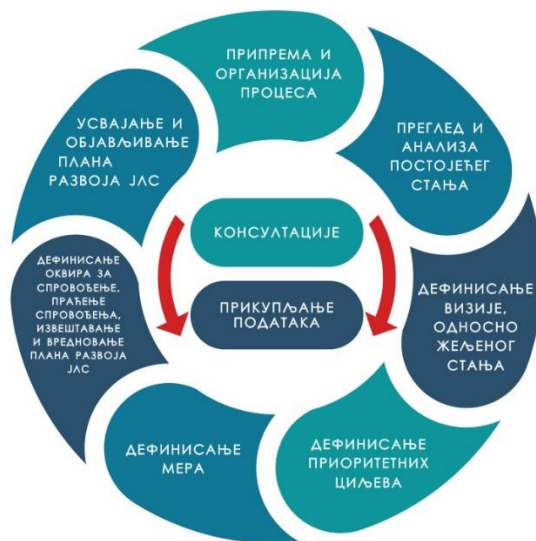 ПРИПРЕМА И
ОРГАНИЗАЦИЈА
ПРОЦЕСА
ПРЕГЛЕД И
АНАЛИЗА
ПОСТОЈЕЋЕГ
СТАЊА
ДЕФИНИСАЊЕ
ВИЗИЈЕ,
ОДНОСНО
ЖЕЉЕНОГ
СТАЊА
ДЕФИНИСАЊЕ
ПРИОРИТЕТНИХ
ЦИЉЕВА
ДЕФИНИСАЊЕ
МЕРА
ДЕФИНИСАЊЕ
ОКВИРА ЗА
СПРОВОЂЕЊЕ,
ПРАЋЕЊЕ
СПРОВОЂЕЊА,
ИЗВЕШТАВАЊЕ
И ВРЕДНОВАЊЕ
ПЛАНА РАЗВОЈА
ЈЛС
УСВАЈАЊЕ И
ОБЈАВЉИВАЊЕ
ПЛАНА
РАЗВОЈА ЈЛС
КОНСУЛТАЦИЈЕ
ПРИКУПЉАЊЕ
ПОДАТАКА